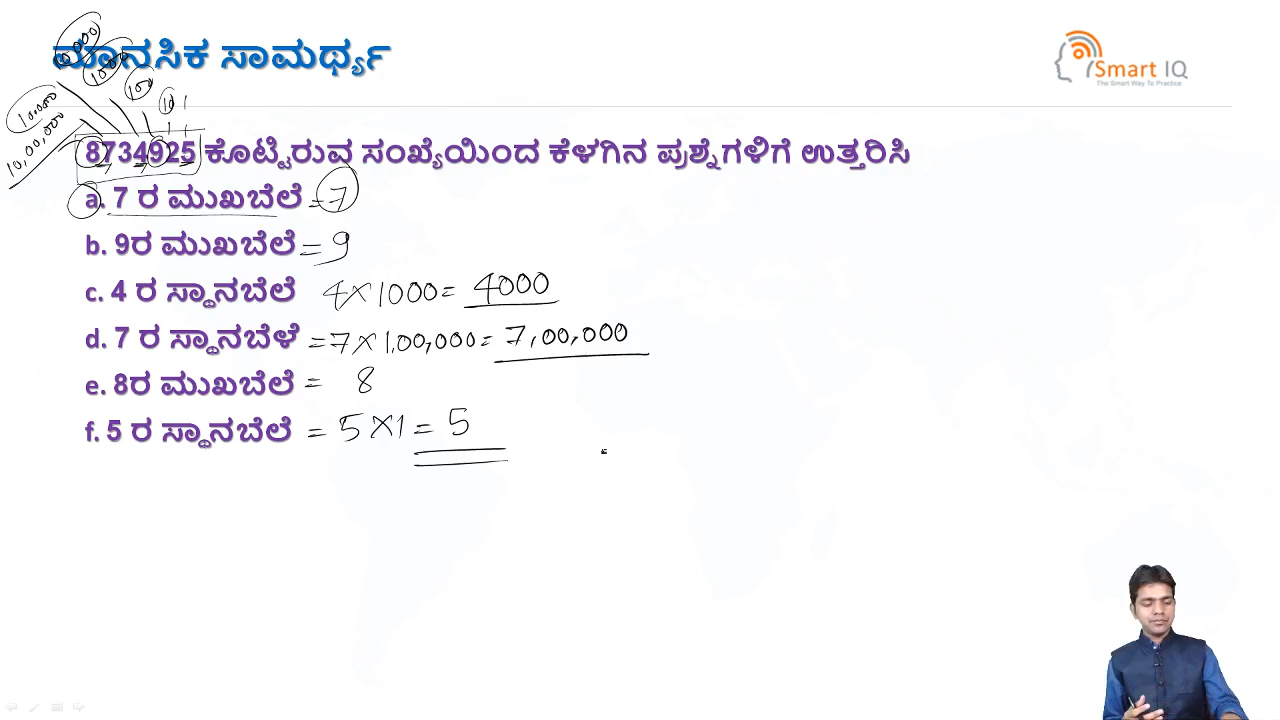 ಮಾನಸಿಕ ಸಾಮರ್ಥ್ಯ
Smart IQ
The Smart Way To Practice
10,000
1000
100
10 1
10,00,000
8734925 ಕೊಟ್ಟಿರುವ ಸಂಖ್ಯೆಯಿಂದ ಕೆಳಗಿನ ಪ್ರಶ್ನೆಗಳಿಗೆ ಉತ್ತರಿಸಿ
a. 7 ರ ಮುಖಬೆಲೆ = 7
b. 9ರ ಮುಖಬೆಲೆ = 9
c. 4 ರ ಸ್ಥಾನಬೆಲೆ 4 × 1000 = 4000
d. 7 ರ ಸ್ಥಾನಬೆಳೆ = 7 × 1,00,000 = 7,00,000
e. 8ರ ಮುಖಬೆಲೆ = 8
f. 5 ರ ಸ್ಥಾನಬೆಲೆ = 5 × 1 = 5